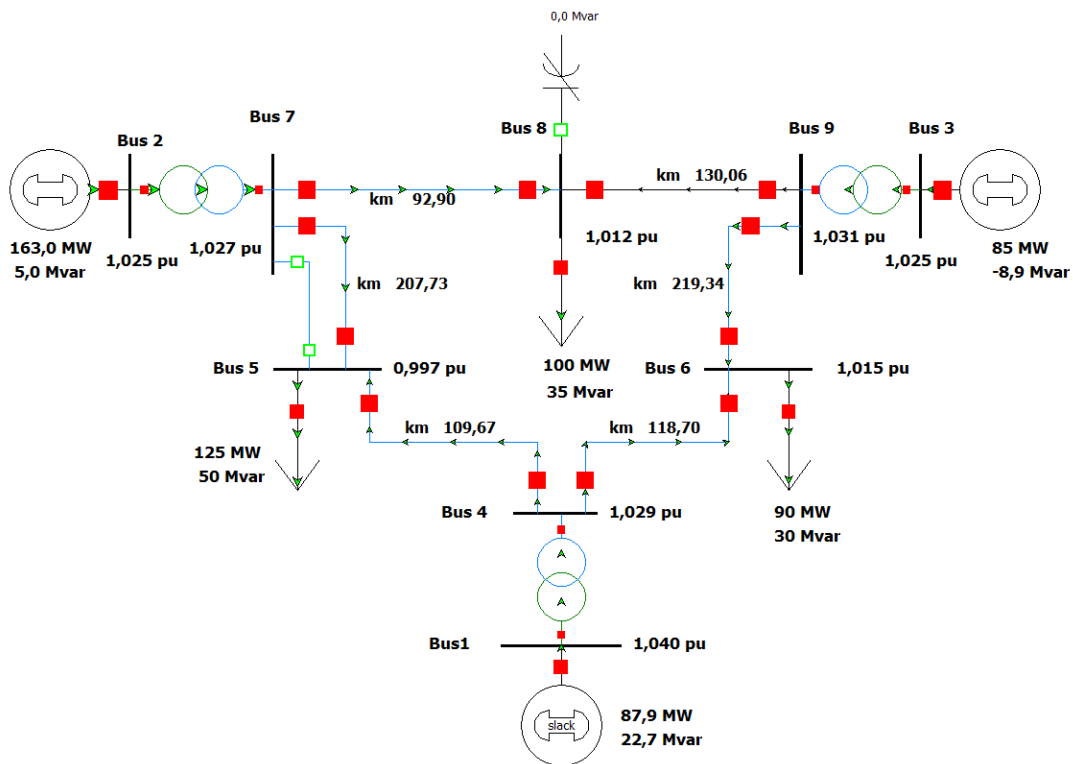 0,0 Mvar
Bus 2
Bus 7
Bus 8
Bus 9
Bus 3
km 92,90
km 130,06
163,0 MW
5,0 Mvar
1,025 pu
1,027 pu
1,012 pu
1,031 pu
1,025 pu
85 MW
-8,9 Mvar
km 207,73
km 219,34
Bus 5
0,997 pu
100 MW
35 Mvar
Bus 6
1,015 pu
km 109,67
km 118,70
125 MW
50 Mvar
Bus 4
1,029 pu
90 MW
30 Mvar
Bus1
1,040 pu
slack
87,9 MW
22,7 Mvar